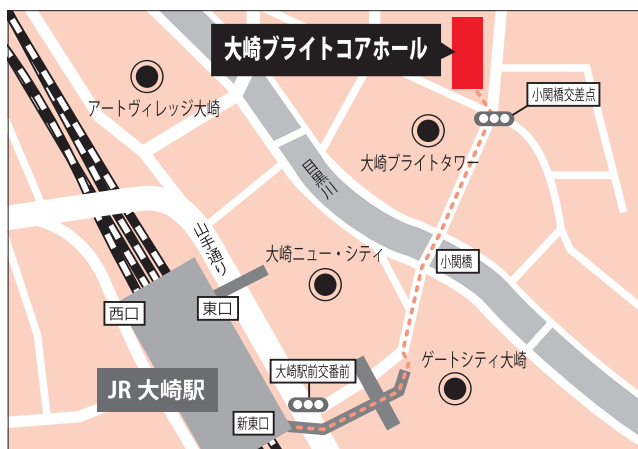 大崎ブライトコアホール
アートヴィレッジ大崎
小関橋交差点
大崎ブライトタワー
目黒川
山手通り
大崎ニュー・シティ
小関橋
西口
東口
大崎駅前交番前
ゲートシティ大崎
JR 大崎駅
新東口